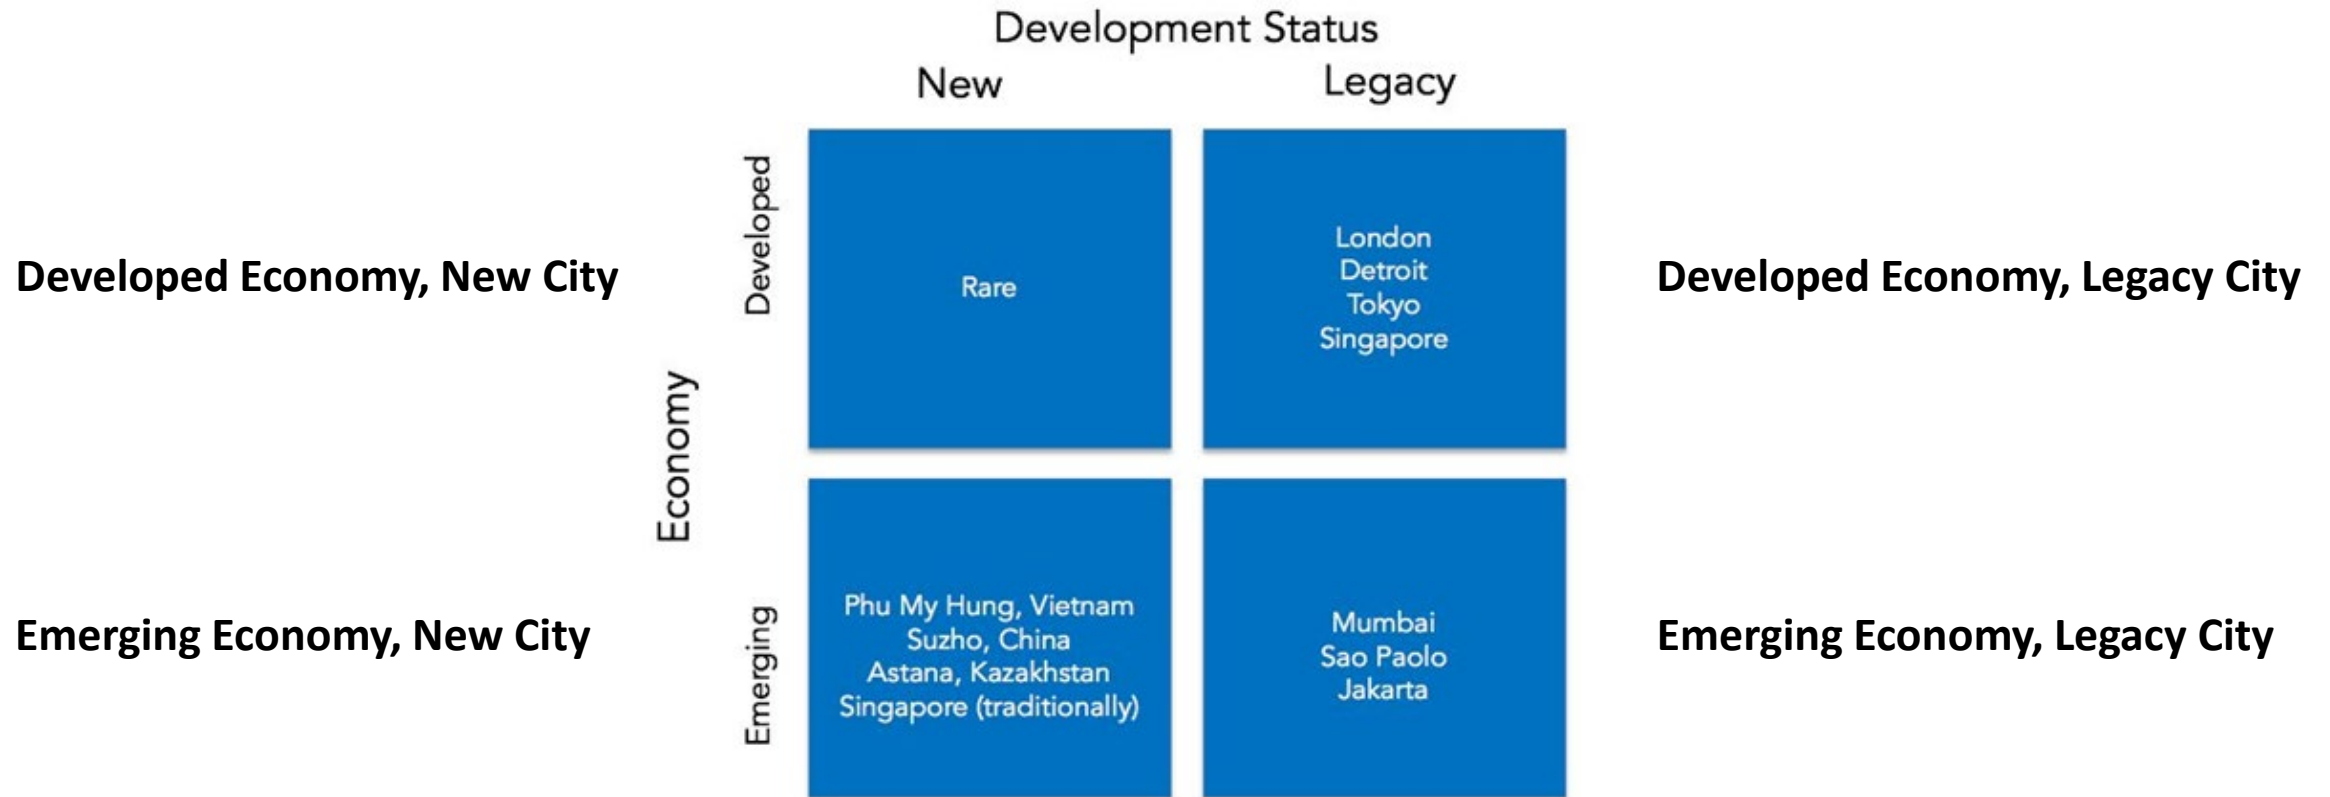 Development Status
New
Legacy
Developed Economy, New City
Developed
Rare
London
Detroit
Tokyo
Singapore
Developed Economy, Legacy City
Economy
Emerging Economy, New City
Emerging
Phu My Hung, Vietnam
Suzho, China
Astana, Kazakhstan
Singapore (traditionally)
Mumbai
Sao Paolo
Jakarta
Emerging Economy, Legacy City